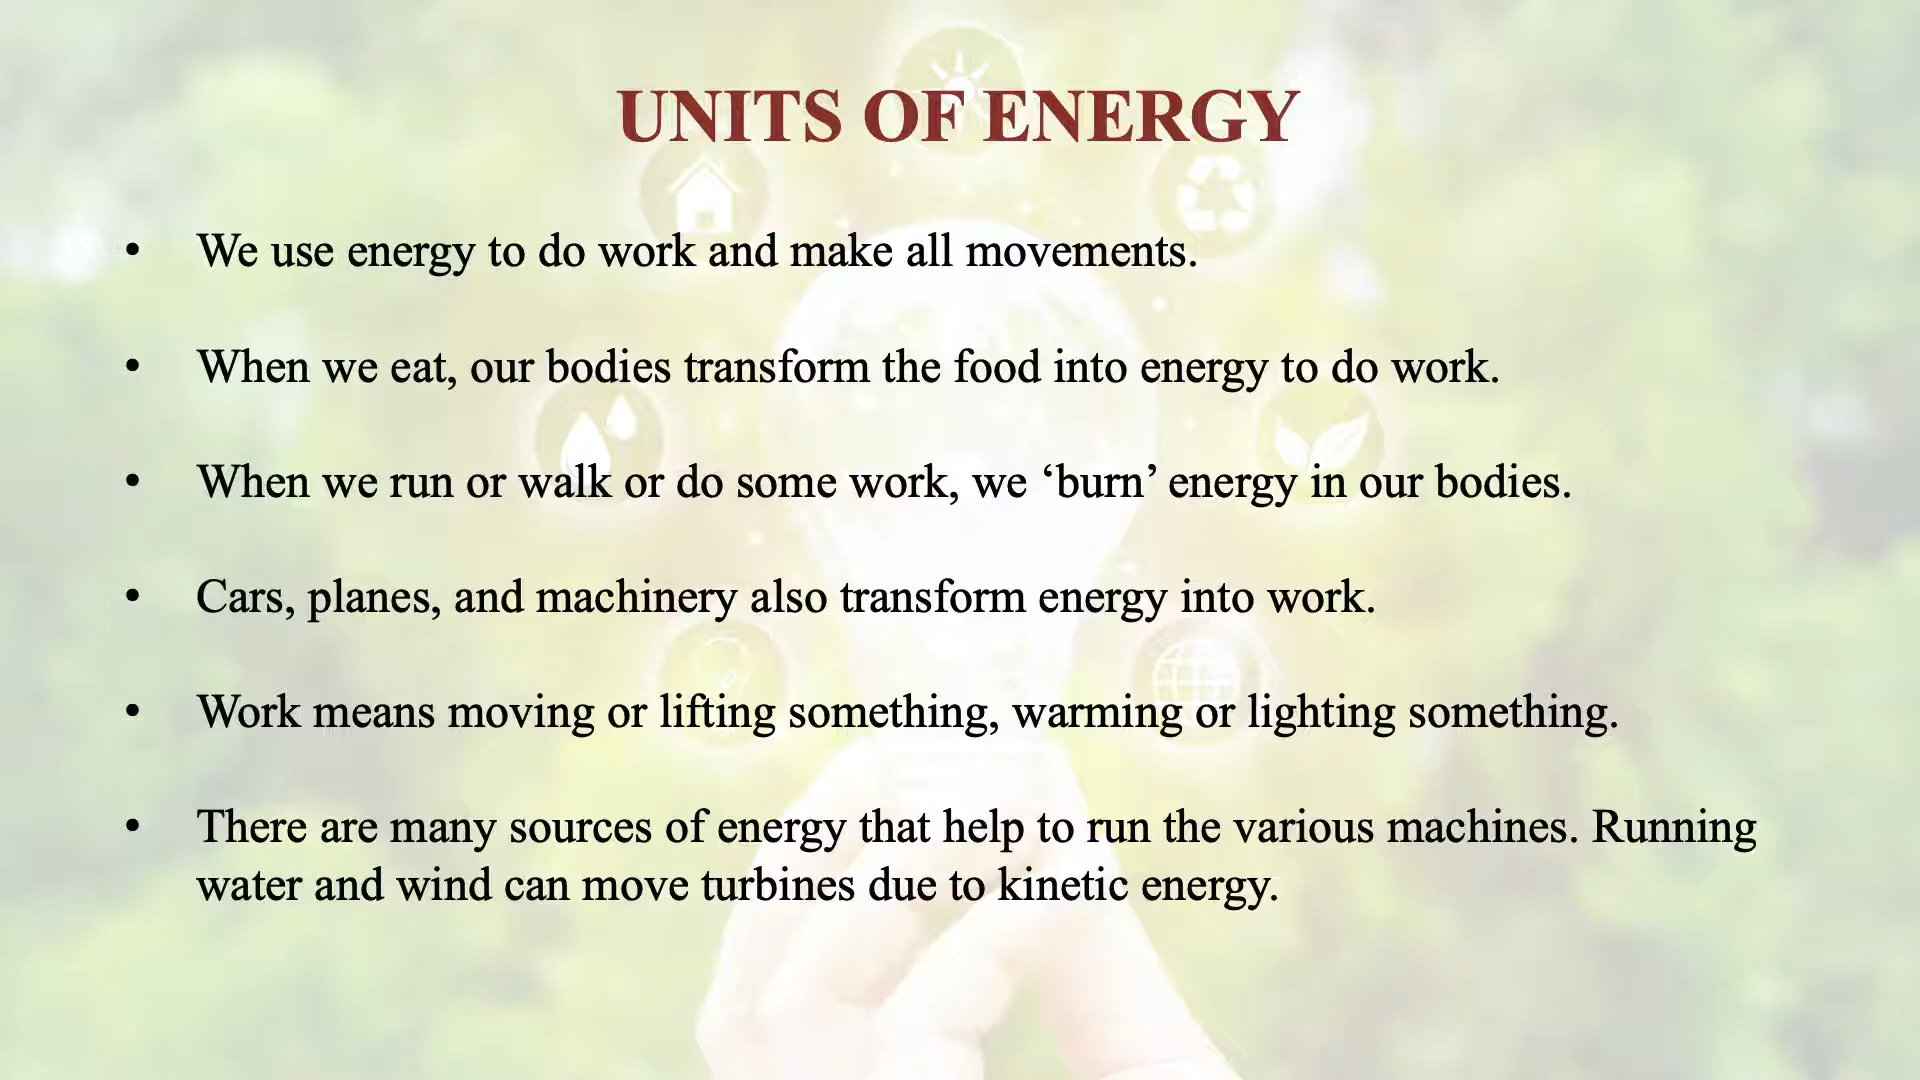 UNITS OF ENERGY
• We use energy to do work and make all movements.
• When we eat, our bodies transform the food into energy to do work.
• When we run or walk or do some work, we ‘burn’ energy in our bodies.
• Cars, planes, and machinery also transform energy into work.
• Work means moving or lifting something, warming or lighting something.
• There are many sources of energy that help to run the various machines. Running
water and wind can move turbines due to kinetic energy.